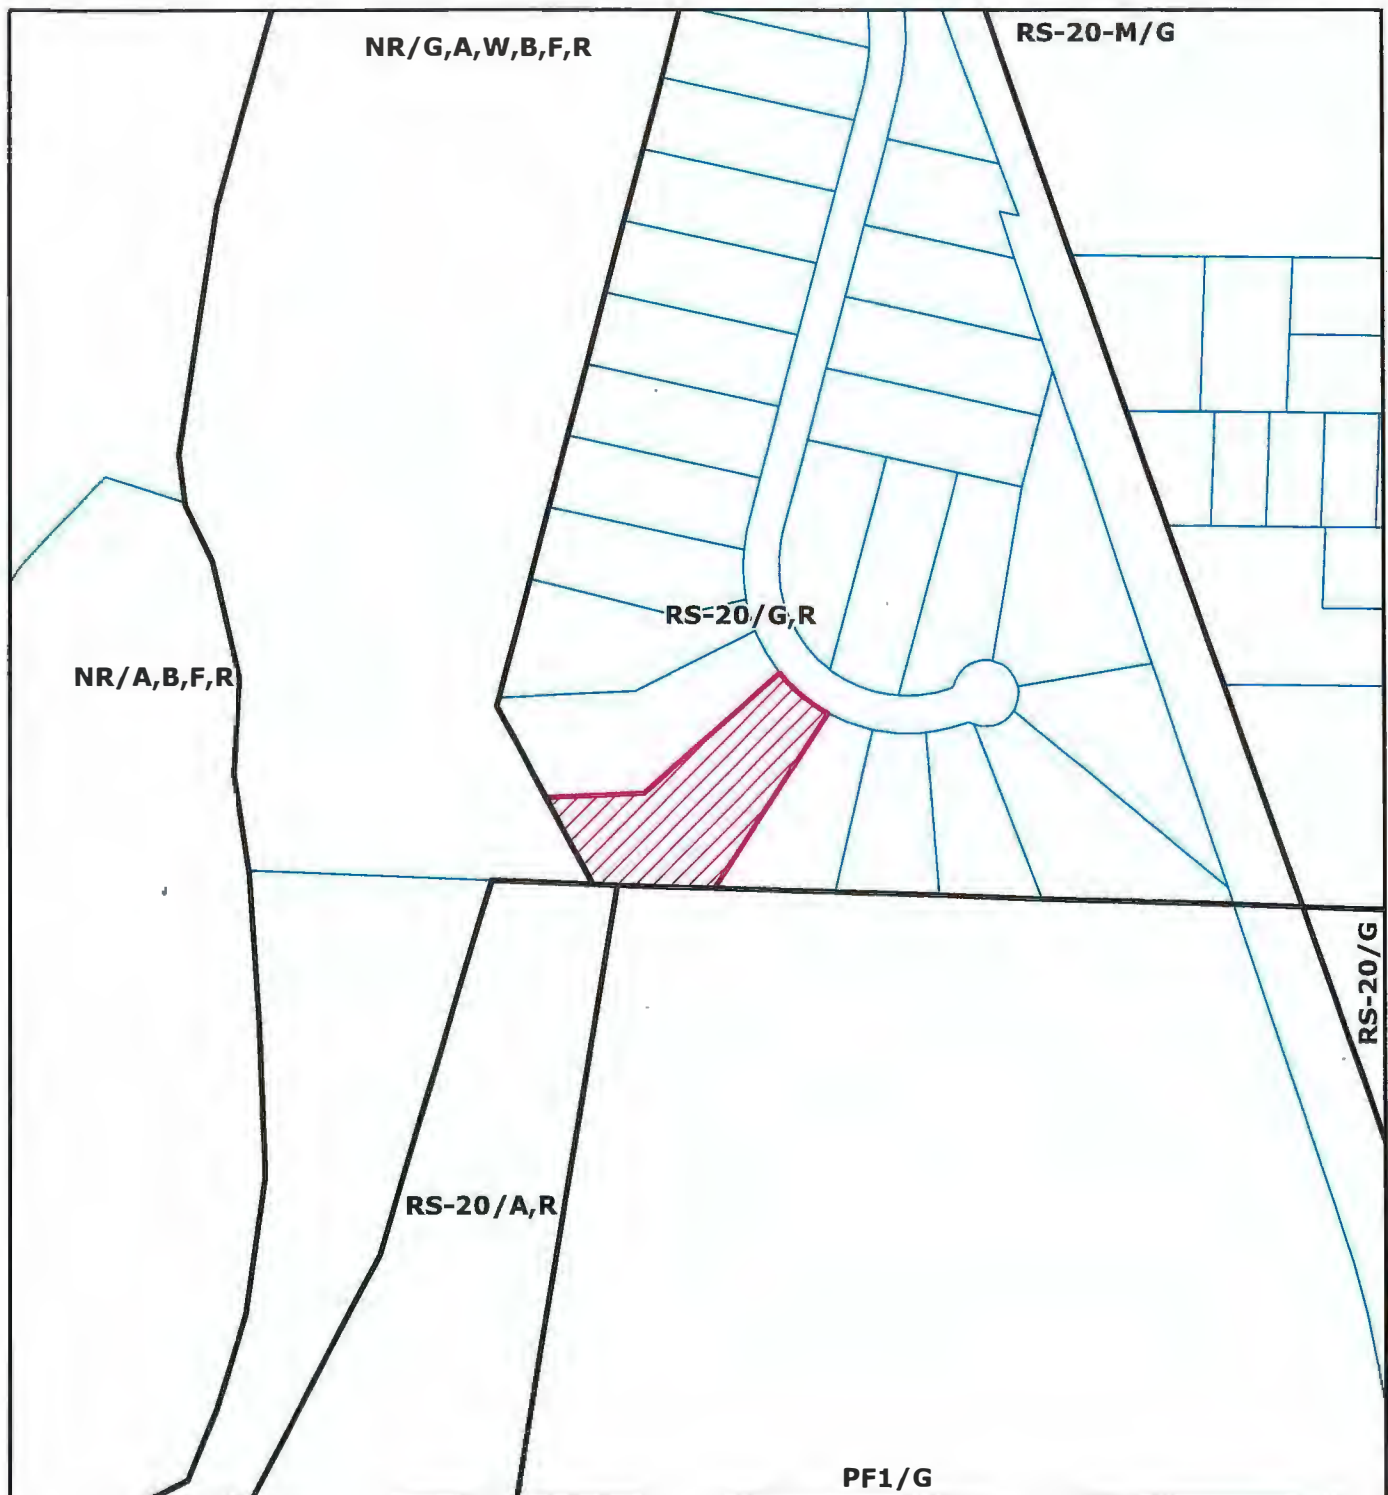 NR/G,A,W,B,F,R
RS-20-M/G
RS-20/G,R
NR/A,B,F,R
RS-20/G
RS-20/A,R
PF1/G